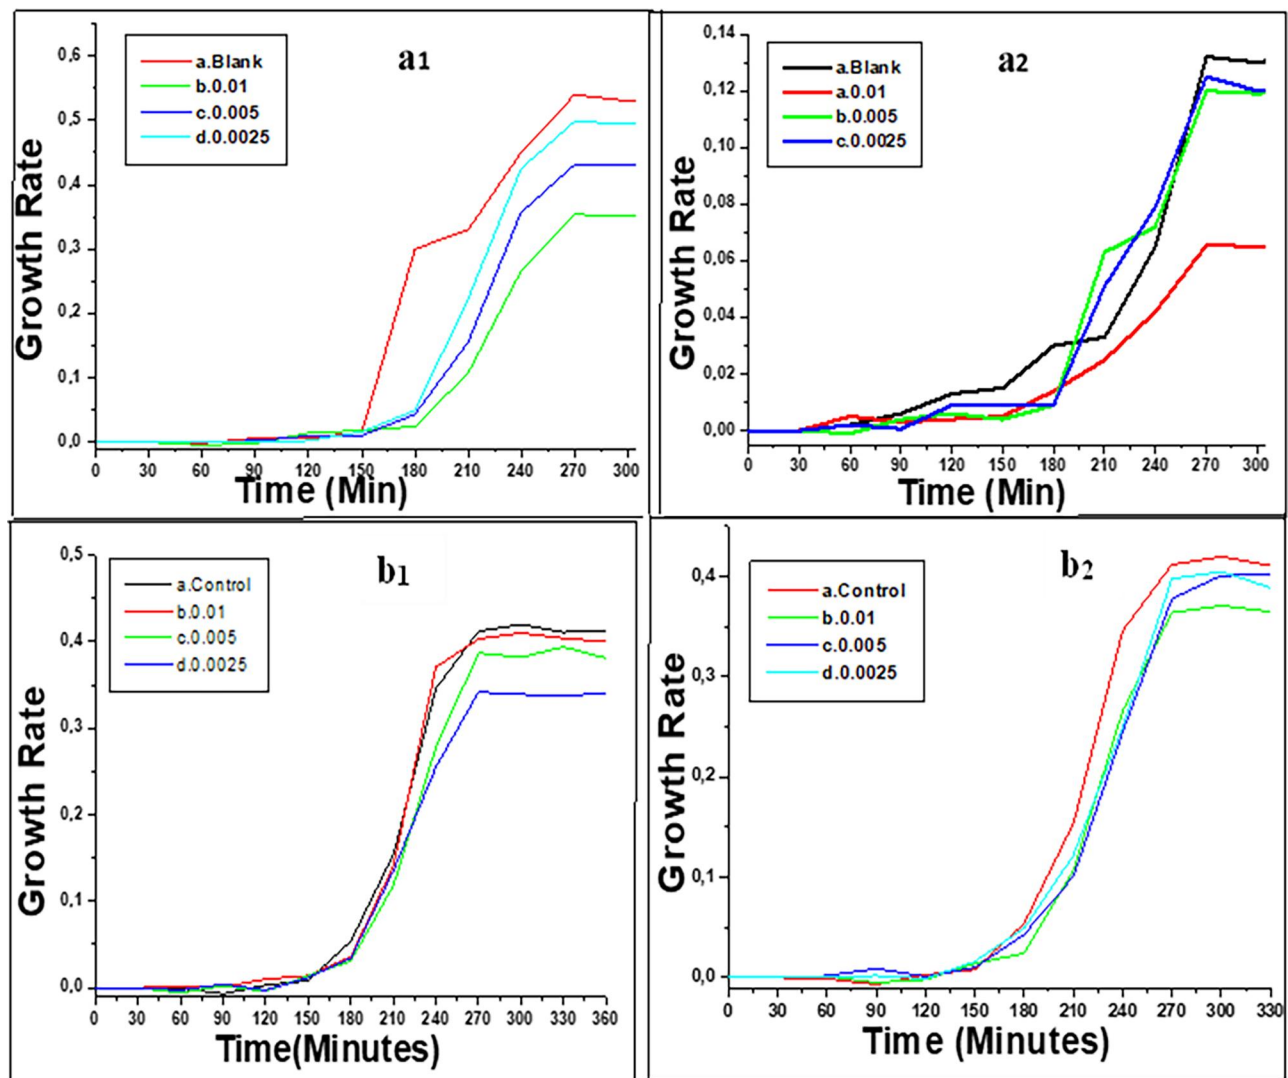 a1
a.Blank
b.0.01
c.0.005
d.0.0025
Growth Rate
0,6
0,5
0,4
0,3
0,2
0,1
0,0
0 30 60 90 120 150 180 210 240 270 300
Time (Min)
a2
a.Blank
a.0.01
b.0.005
c.0.0025
Growth Rate
0,14
0,12
0,10
0,08
0,06
0,04
0,02
0,00
0 30 60 90 120 150 180 210 240 270 300
Time (Min)
b1
a.Control
b.0.01
c.0.005
d.0.0025
Growth Rate
0,5
0,4
0,3
0,2
0,1
0,0
0 30 60 90 120 150 180 210 240 270 300 330 360
Time(Minutes)
b2
a.Control
b.0.01
c.0.005
d.0.0025
Growth Rate
0,4
0,3
0,2
0,1
0,0
0 30 60 90 120 150 180 210 240 270 300 330
Time (Minutes)